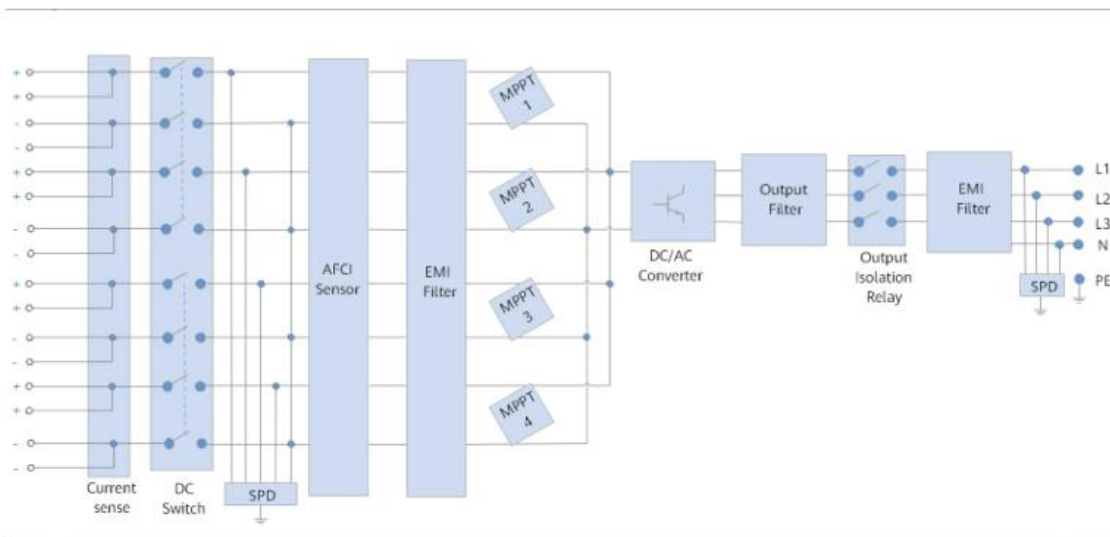 +
+
-
-
+
+
-
-
+
+
-
-
+
+
-
-
Current
sense
DC
Switch
SPD
AFCI
Sensor
EMI
Filter
MPPT
1
MPPT
2
MPPT
3
MPPT
4
DC/AC
Converter
Output
Filter
Output
Isolation
Relay
EMI
Filter
SPD
L1
L2
L3
N
PE